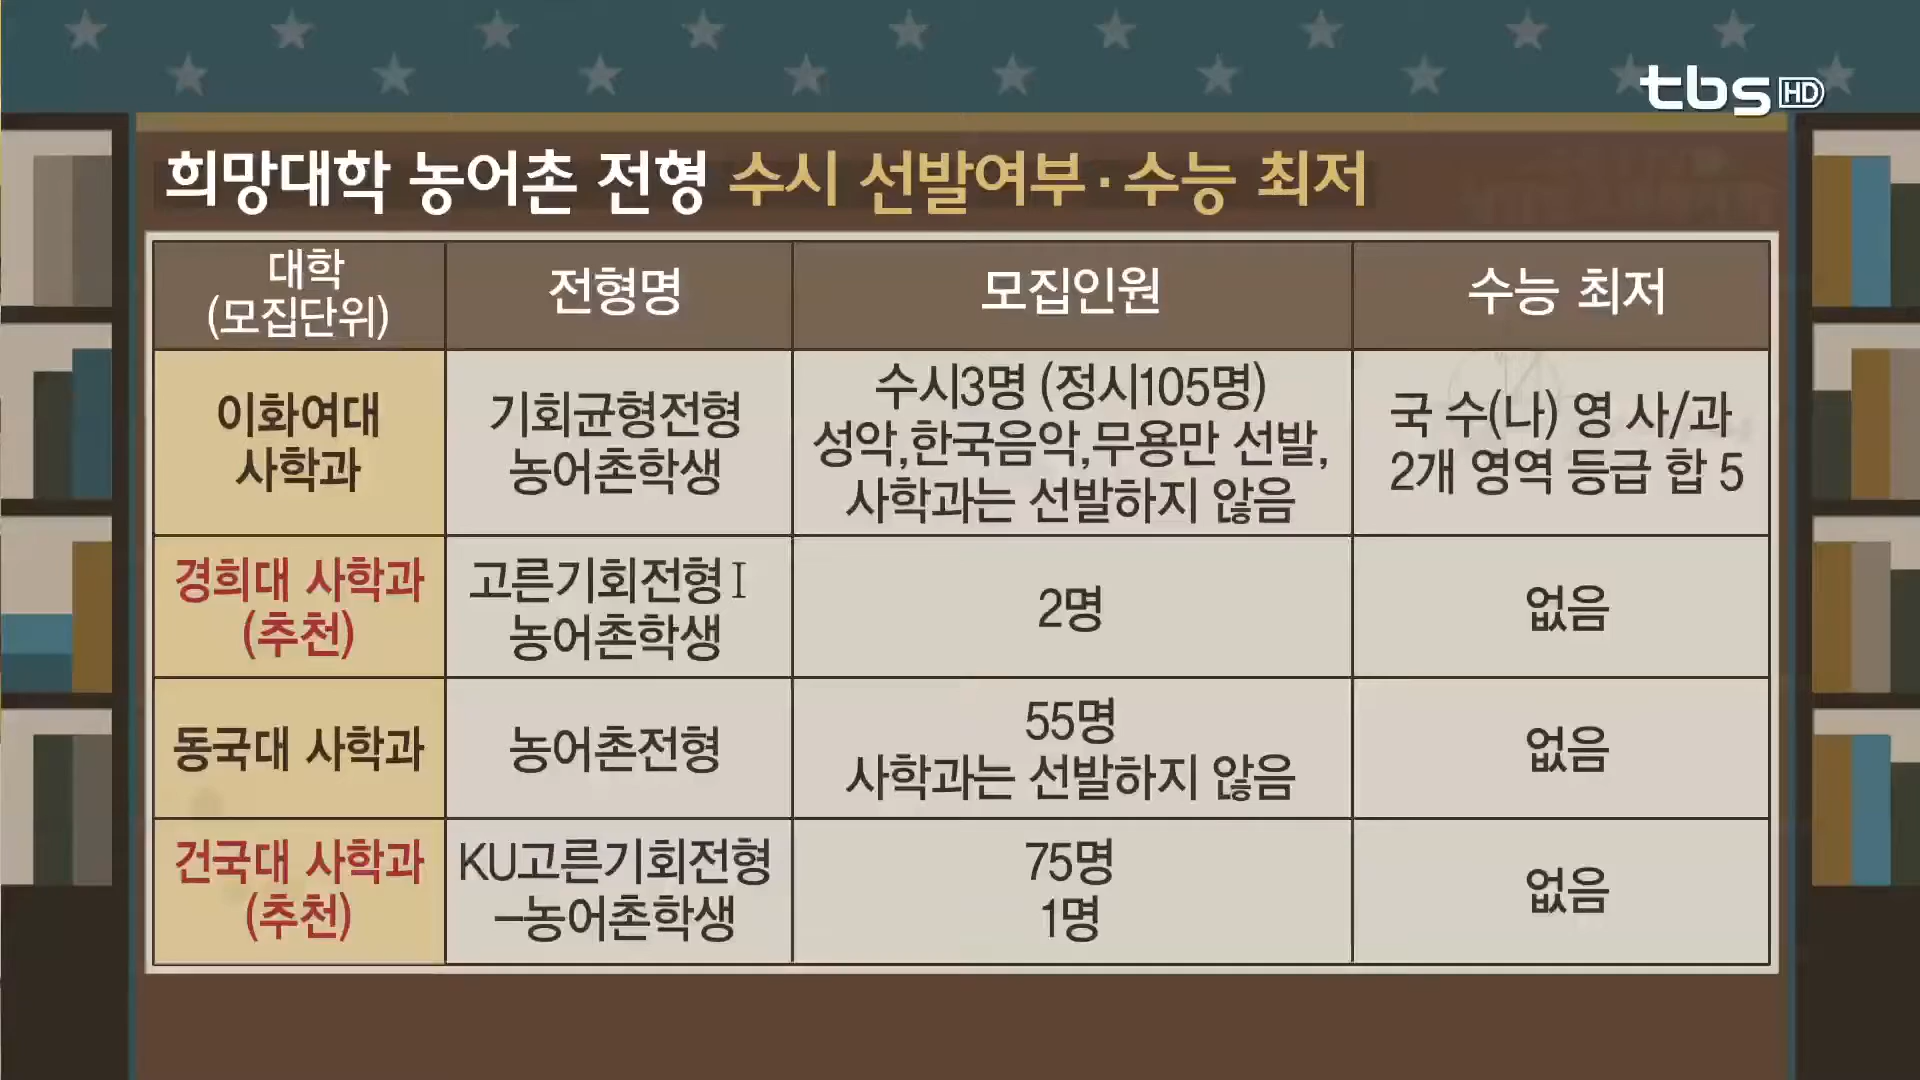 tbs HD
희망대학 농어촌 전형 수시 선발여부·수능 최저
대학
(모집단위)
전형명
모집인원
수능 최저
이화여대
사학과
기회균형전형
농어촌학생
수시3명 (정시105명)
성악,한국음악,무용만 선발,
사학과는 선발하지 않음
국 수(나) 영 사/과
2개 영역 등급 합 5
경희대 사학과
(추천)
고른기회전형Ⅰ
농어촌학생
2명
없음
동국대 사학과
농어촌전형
55명
사학과는 선발하지 않음
없음
건국대 사학과
(추천)
KU고른기회전형
–농어촌학생
75명
1명
없음